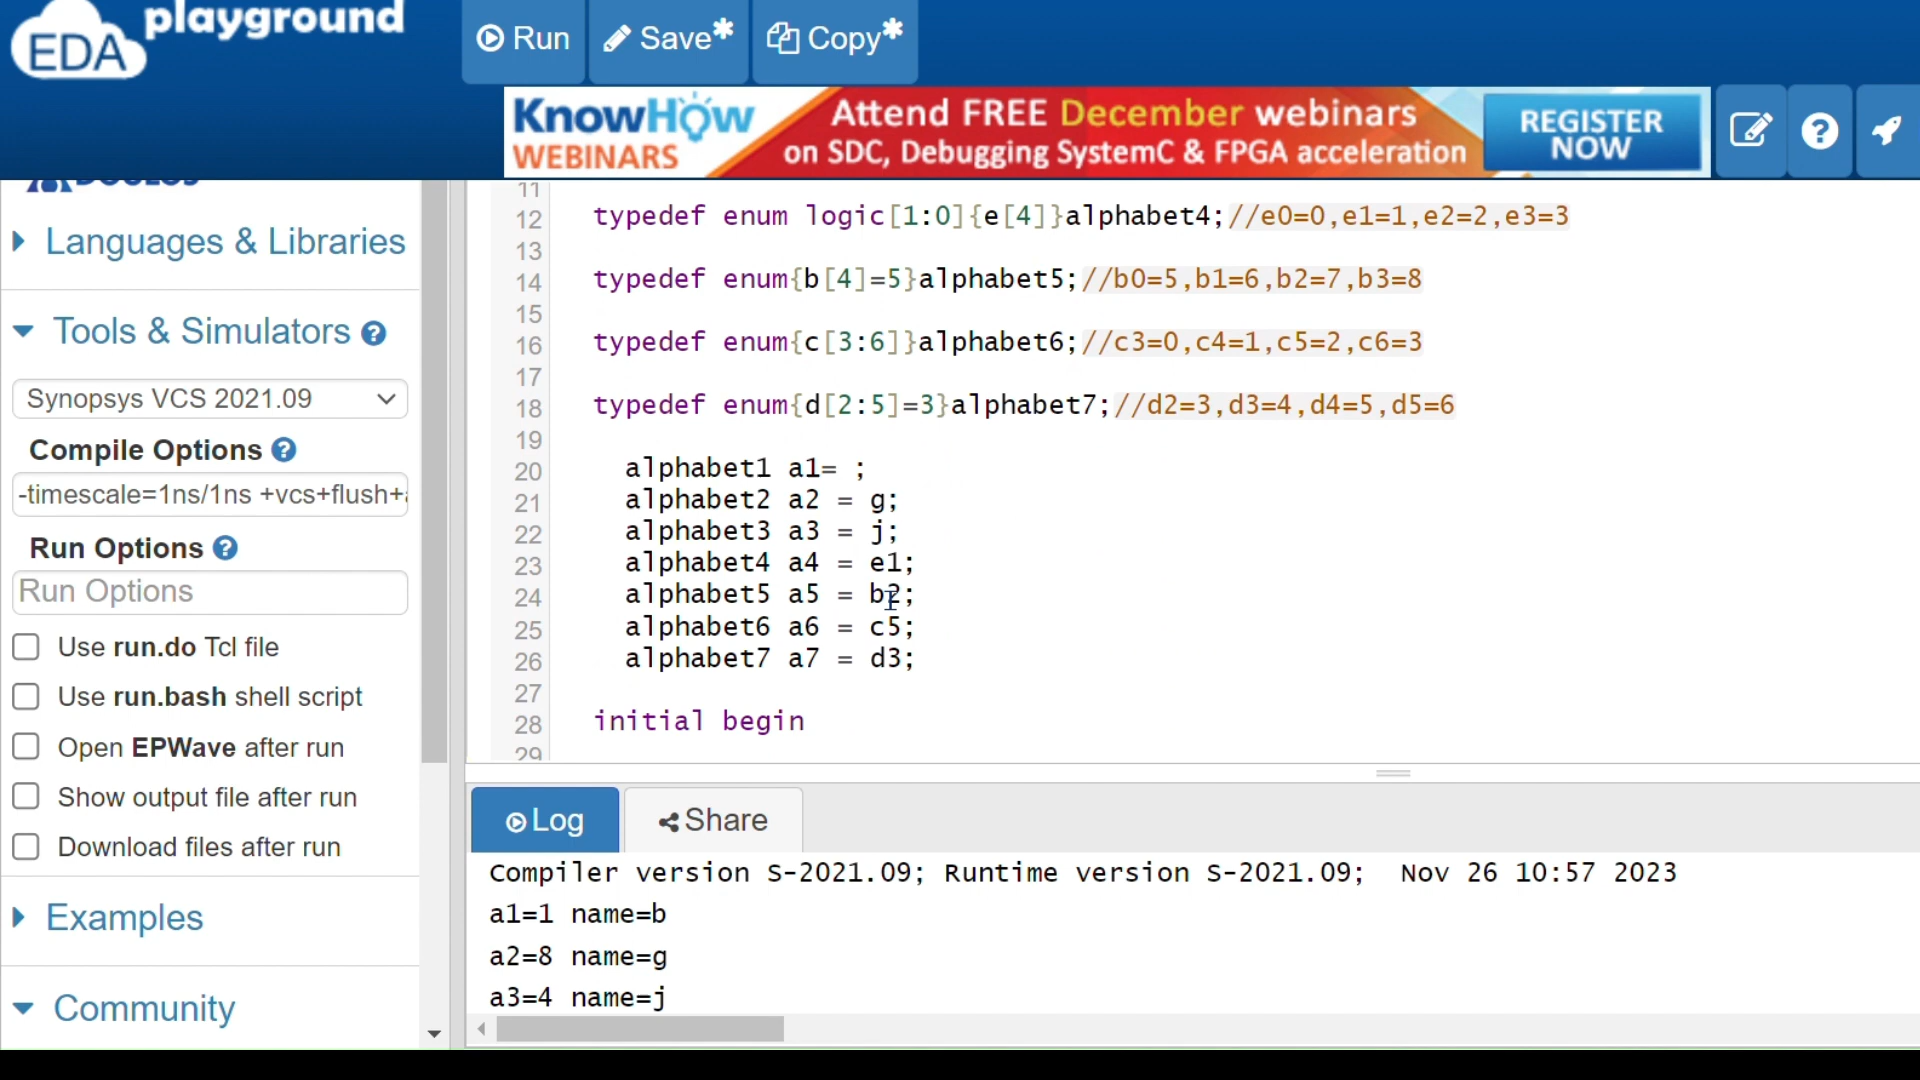 EDA playground
Run
Save*
Copy*
KnowHow
WEBINARS
Attend FREE December webinars
on SDC, Debugging SystemC & FPGA acceleration
REGISTER
NOW
Languages & Libraries
Tools & Simulators ?
Synopsys VCS 2021.09
Compile Options ?
-timescale=1ns/1ns +vcs+flush+
Run Options ?
Run Options
Use run.do Tcl file
Use run.bash shell script
Open EPWave after run
Show output file after run
Download files after run
Examples
Community
11
12 typedef enum logic[1:0]{e[4]}alphabet4;//e0=0,e1=1,e2=2,e3=3
13
14 typedef enum{b[4]=5}alphabet5;//b0=5,b1=6,b2=7,b3=8
15
16 typedef enum{c[3:6]}alphabet6;//c3=0,c4=1,c5=2,c6=3
17
18 typedef enum{d[2:5]=3}alphabet7;//d2=3,d3=4,d4=5,d5=6
19
20 alphabet1 a1= ;
21 alphabet2 a2 = g;
22 alphabet3 a3 = j;
23 alphabet4 a4 = e1;
24 alphabet5 a5 = b2;
25 alphabet6 a6 = c5;
26 alphabet7 a7 = d3;
27
28 initial begin
29
Log
Share
Compiler version S-2021.09; Runtime version S-2021.09; Nov 26 10:57 2023
a1=1 name=b
a2=8 name=g
a3=4 name=j